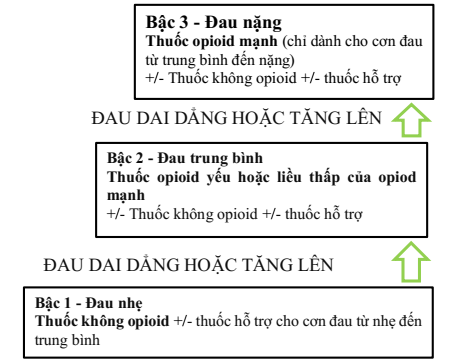 Bậc 3 - Đau nặng
Thuốc opioid mạnh (chỉ dành cho cơn đau
từ trung bình đến nặng)
+/- Thuốc không opioid +/- thuốc hỗ trợ
ĐAU DAI DẲNG HOẶC TĂNG LÊN
Bậc 2 - Đau trung bình
Thuốc opioid yếu hoặc liều thấp của opiod
mạnh
+/- Thuốc không opioid +/- thuốc hỗ trợ
ĐAU DAI DẲNG HOẶC TĂNG LÊN
Bậc 1 - Đau nhẹ
Thuốc không opioid +/- thuốc hỗ trợ cho cơn đau từ nhẹ đến
trung bình